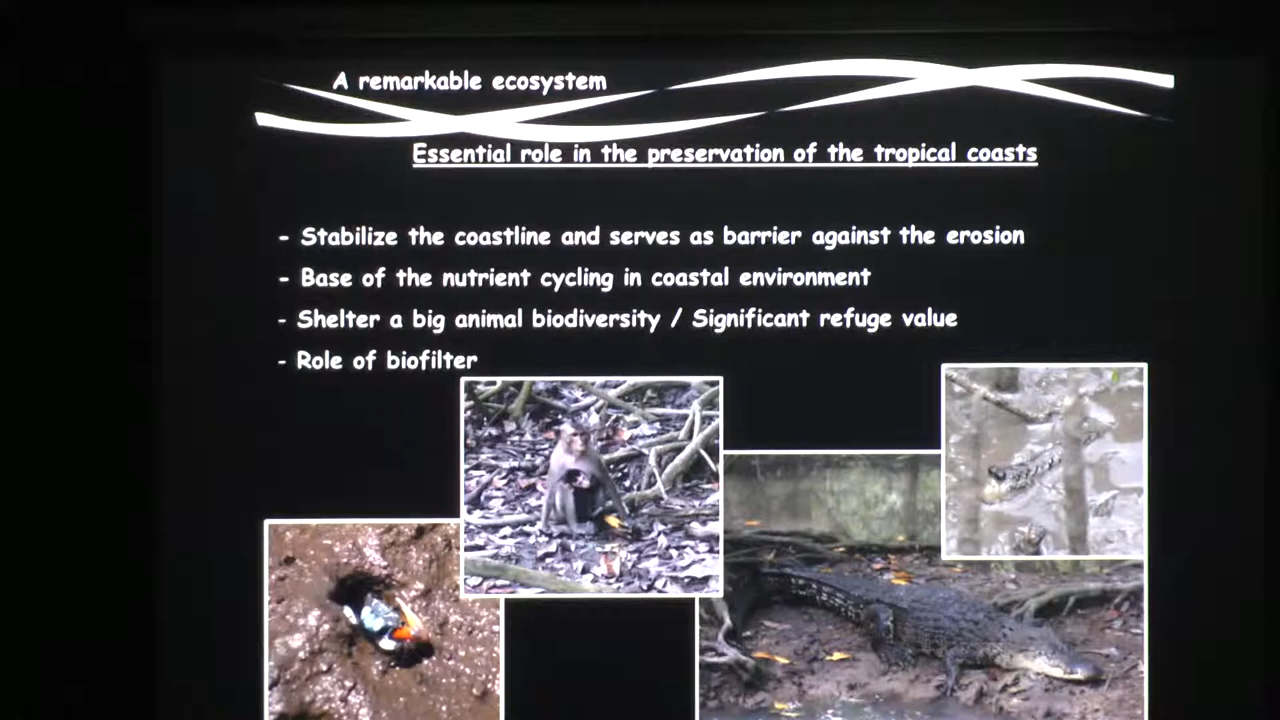 A remarkable ecosystem
Essential role in the preservation of the tropical coasts
- Stabilize the coastline and serves as barrier against the erosion
- Base of the nutrient cycling in coastal environment
- Shelter a big animal biodiversity / Significant refuge value
- Role of biofilter